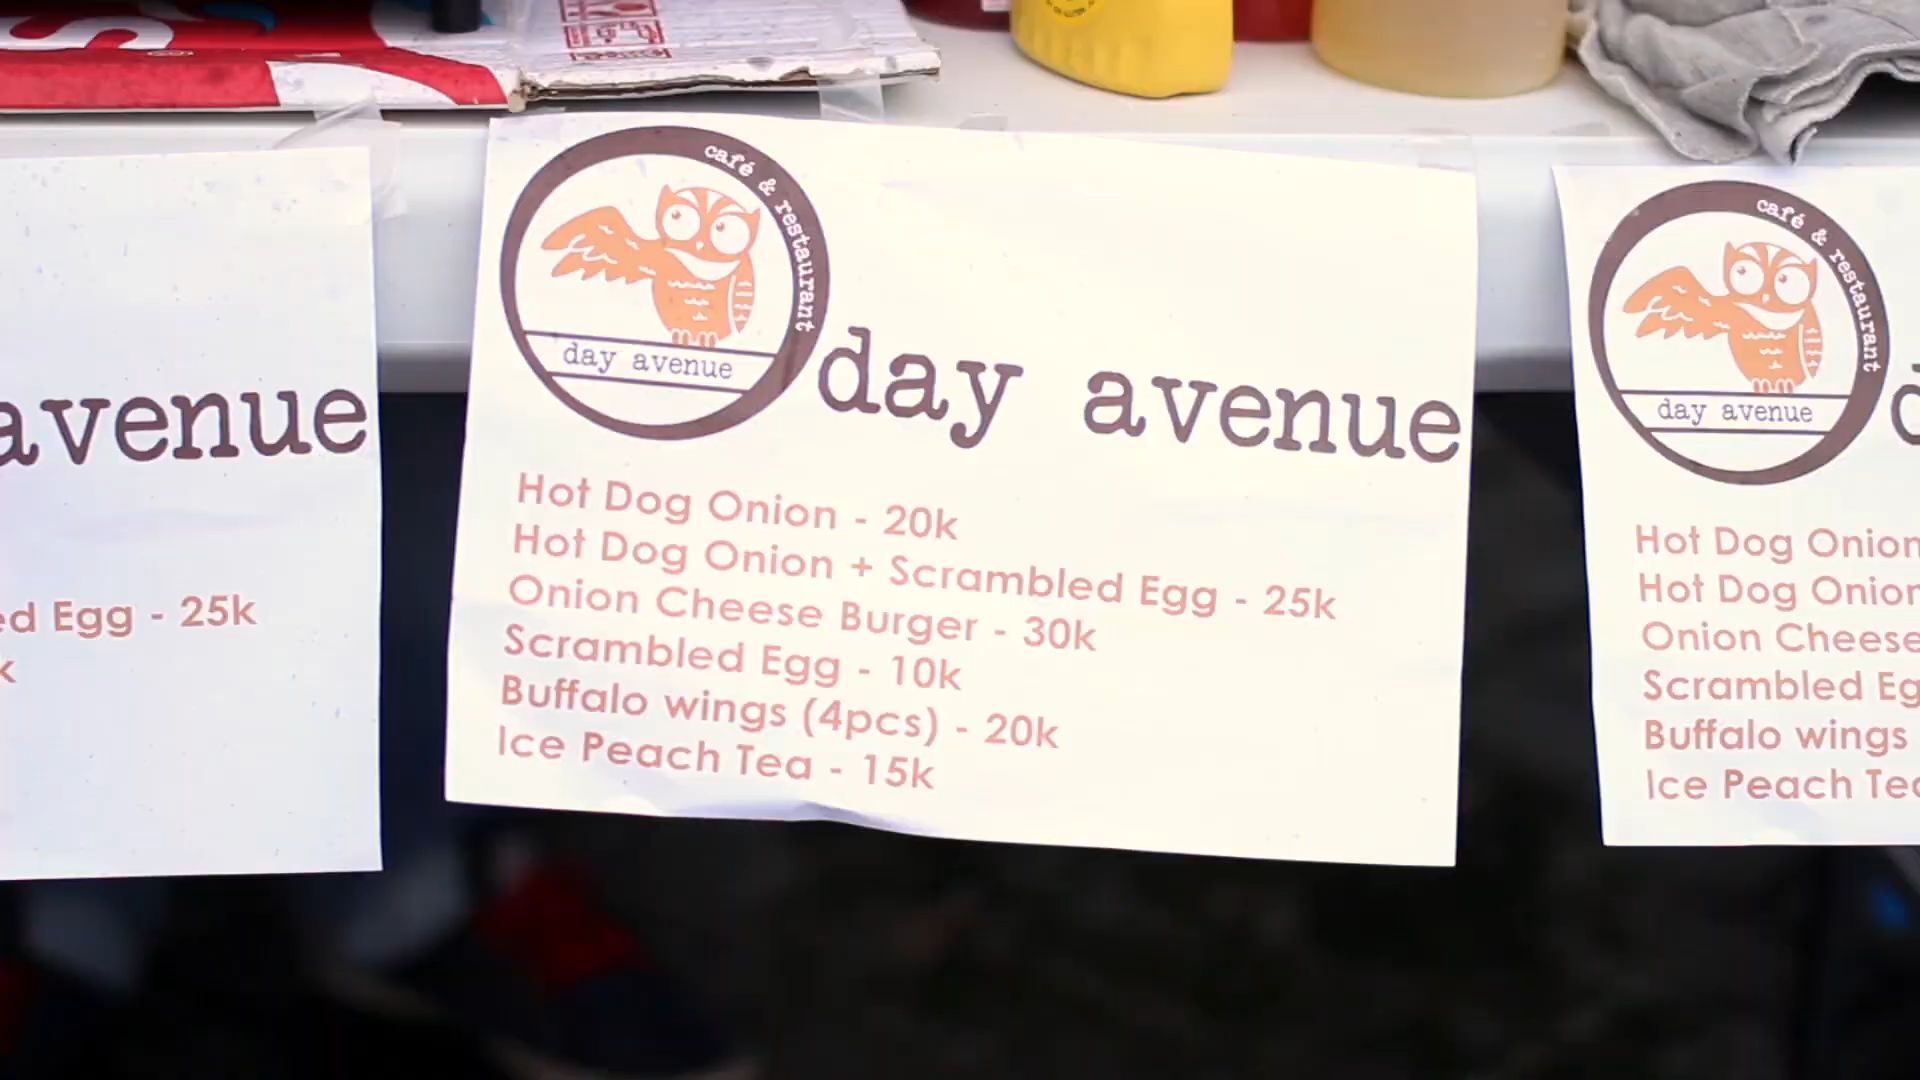 avenue
ed Egg - 25k
k
café & restaurant
day avenue
day avenue
Hot Dog Onion - 20k
Hot Dog Onion + Scrambled Egg - 25k
Onion Cheese Burger - 30k
Scrambled Egg - 10k
Buffalo wings (4pcs) - 20k
Ice Peach Tea - 15k
café & restaurant
day avenue
d
Hot Dog Onion
Hot Dog Onion
Onion Cheese
Scrambled Eg
Buffalo wings
Ice Peach Tea